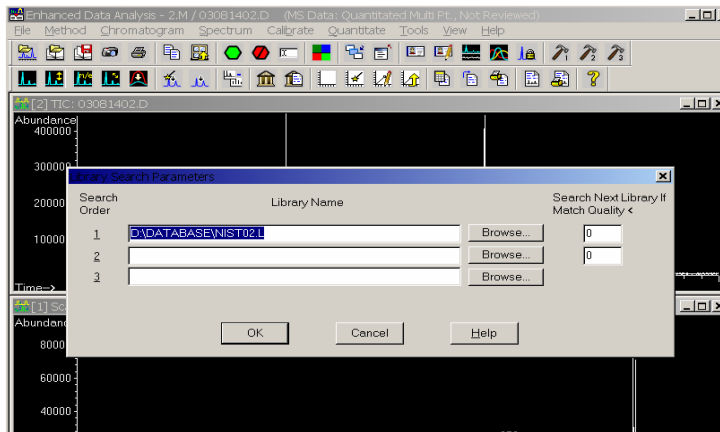 Enhanced Data Analysis - 2.M / 03081402.D (MS Data: Quantitated Multi Pt., Not Reviewed)
File Method Chromatogram Spectrum Calibrate Quantitate Tools View Help
[2] TIC: 03081402.D
Abundance
400000
300000
Library Search Parameters
Search Order
Library Name
Search Next Library If Match Quality <
20000
1 D:\DATABASE\NIST02.L Browse... 0
10000
2 Browse... 0
3 Browse...
Time-->
[1] Sc
Abundanc
OK Cancel Help
8000
60000
40000